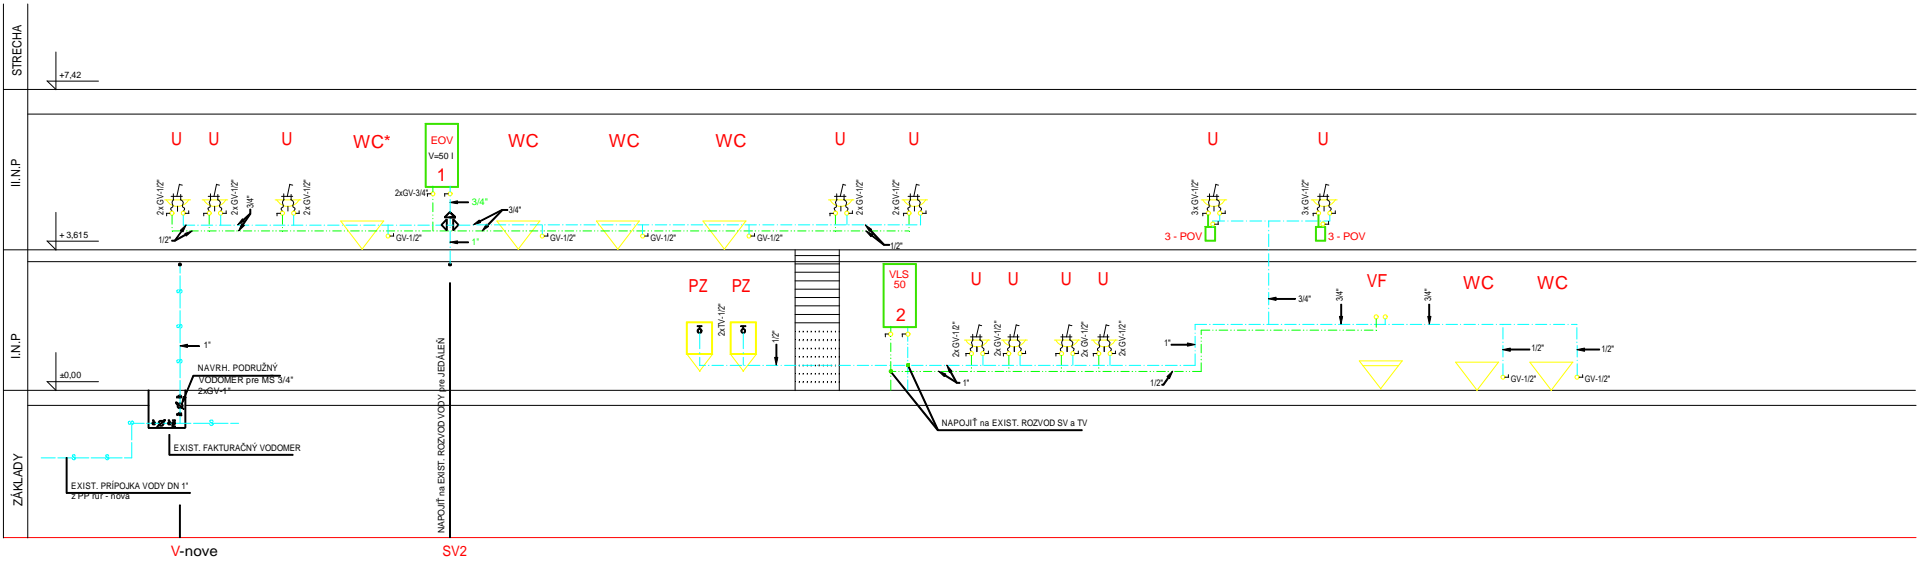 STRECHA
+7,42
II.N.P
U
U
U
WC*
EOV
V=50 l
1
WC
WC
WC
U
U
U
U
2xGV-1/2"
2xGV-1/2"
3/4"
2xGV-1/2"
2xGV-3/4"
3/4"
3/4"
2xGV-1/2"
2xGV-1/2"
3xGV-1/2"
3xGV-1/2"
+ 3,615
1/2"
GV-1/2"
1"
GV-1/2"
GV-1/2"
GV-1/2"
1/2"
3 - POV
3 - POV
I.N.P
PZ
PZ
VLS
50
2
U
U
U
U
VF
WC
WC
2xTV-1/2"
1/2"
2xGV-1/2"
2xGV-1/2"
2xGV-1/2"
2xGV-1/2"
3/4"
3/4"
3/4"
1"
1"
1/2"
1/2"
1/2"
1"
1/2"
GV-1/2"
GV-1/2"
±0,00
NAVRH. PODRUŽNÝ
VODOMER pre MS 3/4"
2xGV-1"
NAPOJIŤ na EXIST. ROZVOD VODY pre JEDÁLEŇ
NAPOJIŤ na EXIST. ROZVOD SV a TV
ZÁKLADY
EXIST. FAKTURAČNÝ VODOMER
EXIST. PRÍPOJKA VODY DN 1"
z PP rúr - nová
V-nove
SV2